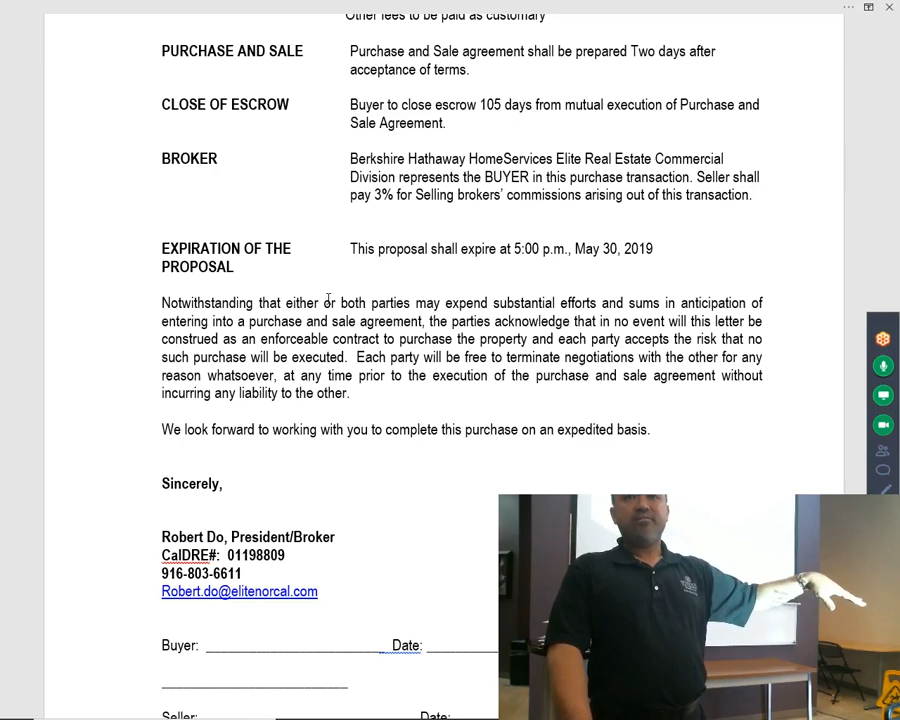 Other fees to be paid as customary
PURCHASE AND SALE
Purchase and Sale agreement shall be prepared Two days after
acceptance of terms.
CLOSE OF ESCROW
Buyer to close escrow 105 days from mutual execution of Purchase and
Sale Agreement.
BROKER
Berkshire Hathaway HomeServices Elite Real Estate Commercial
Division represents the BUYER in this purchase transaction. Seller shall
pay 3% for Selling brokers’ commissions arising out of this transaction.
EXPIRATION OF THE
PROPOSAL
This proposal shall expire at 5:00 p.m., May 30, 2019
Notwithstanding that either or both parties may expend substantial efforts and sums in anticipation of
entering into a purchase and sale agreement, the parties acknowledge that in no event will this letter be
construed as an enforceable contract to purchase the property and each party accepts the risk that no
such purchase will be executed. Each party will be free to terminate negotiations with the other for any
reason whatsoever, at any time prior to the execution of the purchase and sale agreement without
incurring any liability to the other.
We look forward to working with you to complete this purchase on an expedited basis.
Sincerely,
Robert Do, President/Broker
CalDRE#: 01198809
916-803-6611
Robert.do@elitenorcal.com
Buyer: Date:
Seller: Date: